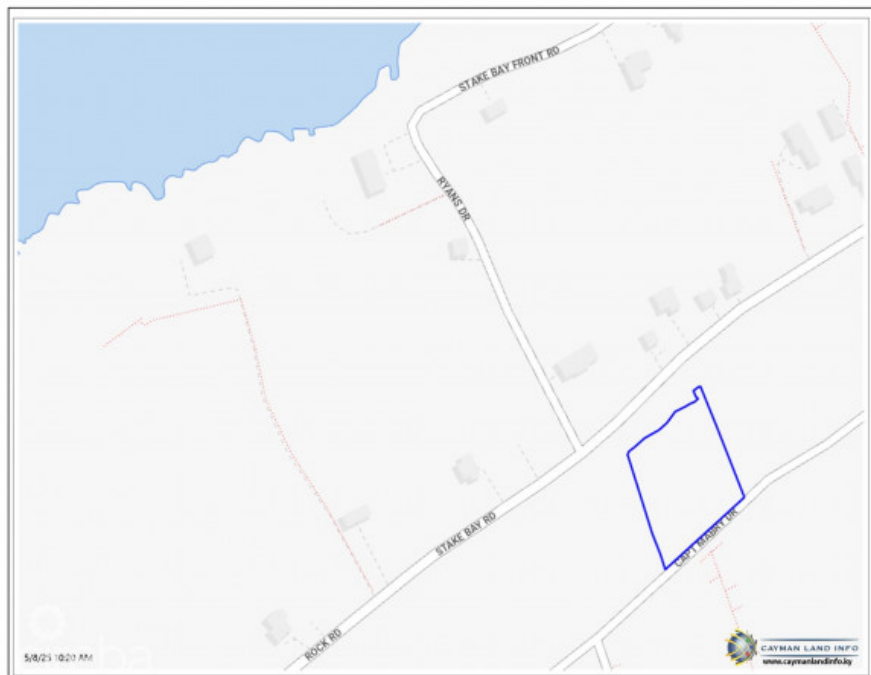 STAKE BAY FRONT RD
RYANS DR
STAKE BAY RD
CAPT MABRY DR
ROCK RD
5/8/25 10:20 AM
CAYMAN LAND INFO
www.caymanlandinfo.ky